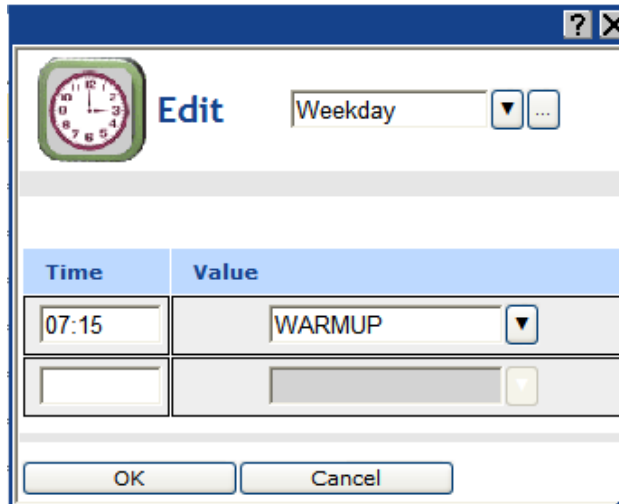 ? X
Edit Weekday ▼ ...
Time Value
07:15 WARMUP ▼
OK Cancel